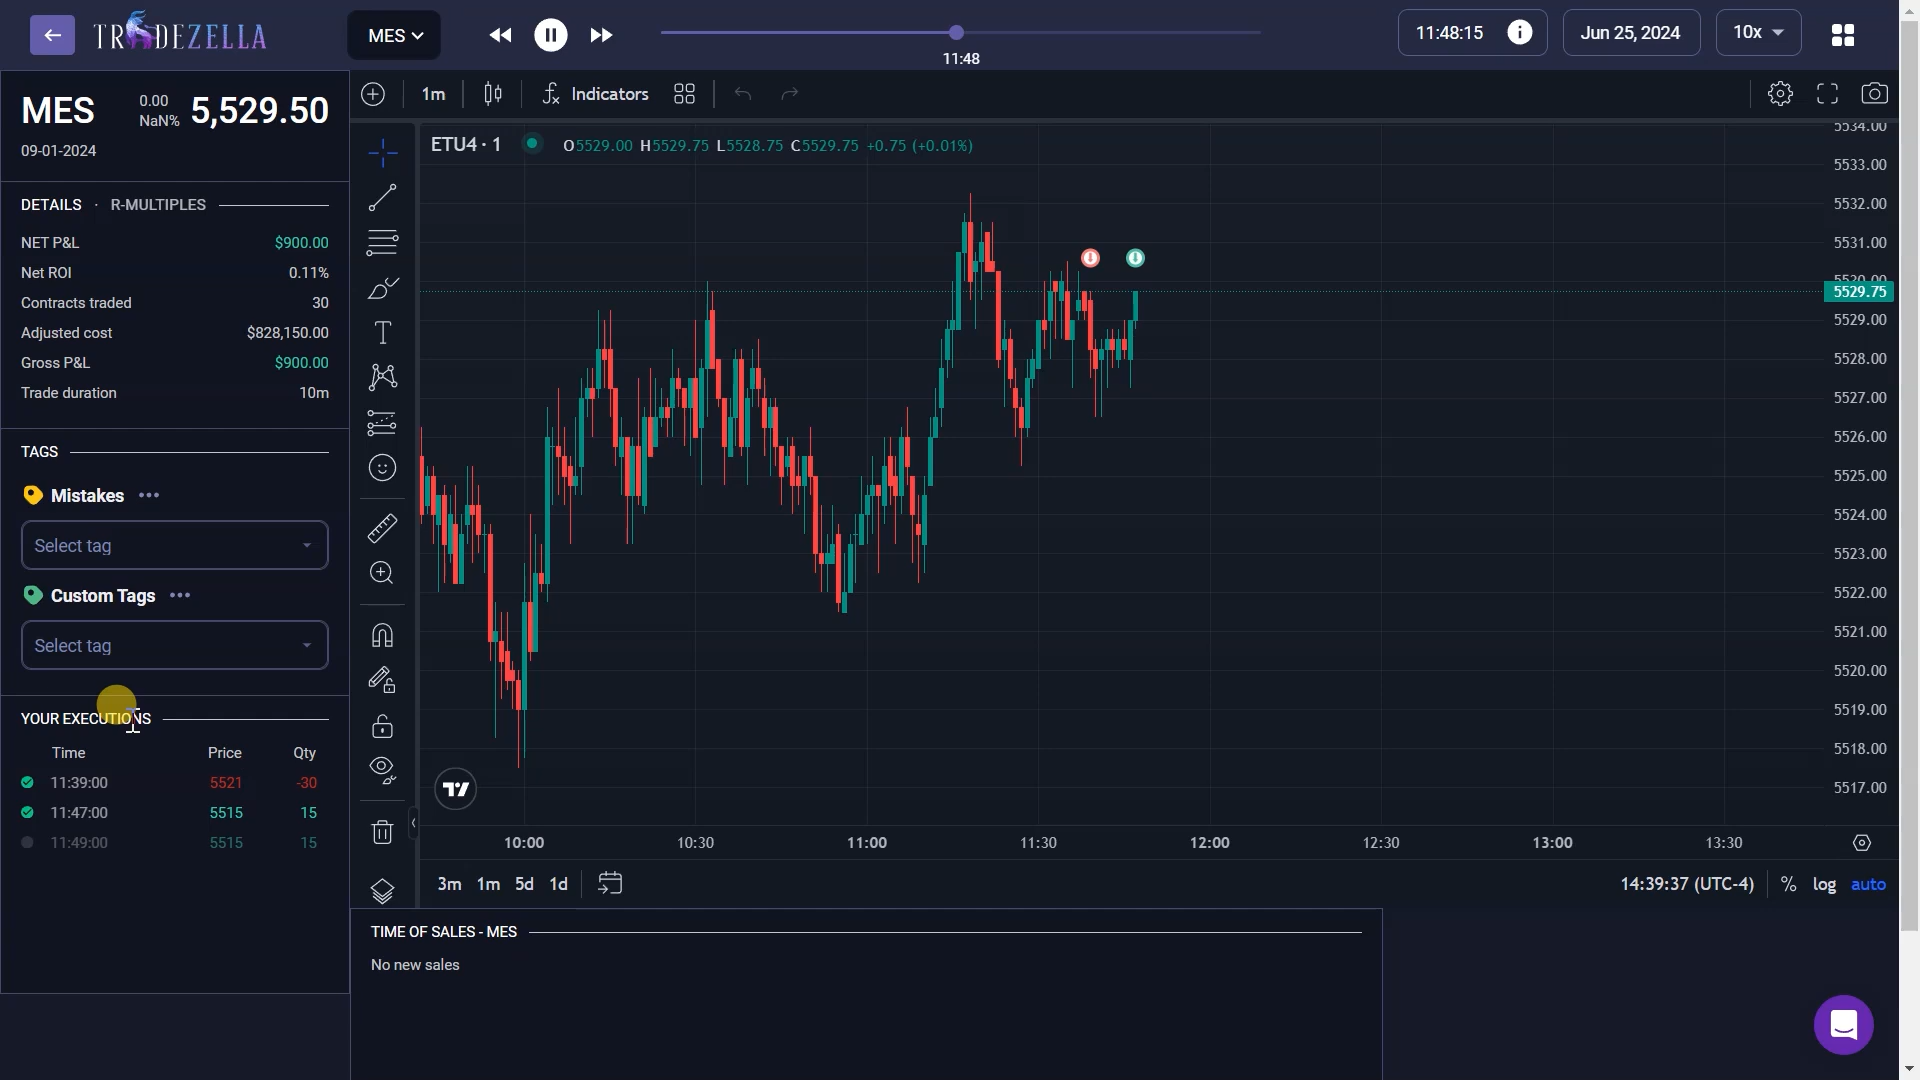 TRADEZELLA
MES
11:48
11:48:15
Jun 25, 2024
10x
MES
0.00
NaN%
5,529.50
09-01-2024
1m
Indicators
ETU4 · 1
O5529.00 H5529.75 L5528.75 C5529.75 +0.75 (+0.01%)
DETAILS · R-MULTIPLES
NET P&L $900.00
Net ROI 0.11%
Contracts traded 30
Adjusted cost $828,150.00
Gross P&L $900.00
Trade duration 10m
TAGS
Mistakes
Select tag
Custom Tags
Select tag
YOUR EXECUTIONS
Time Price Qty
11:39:00 5521 -30
11:47:00 5515 15
11:49:00 5515 15
5534.00
5533.00
5532.00
5531.00
5529.75
5529.00
5528.00
5527.00
5526.00
5525.00
5524.00
5523.00
5522.00
5521.00
5520.00
5519.00
5518.00
5517.00
10:00 10:30 11:00 11:30 12:00 12:30 13:00 13:30
3m 1m 5d 1d
14:39:37 (UTC-4) % log auto
TIME OF SALES - MES
No new sales